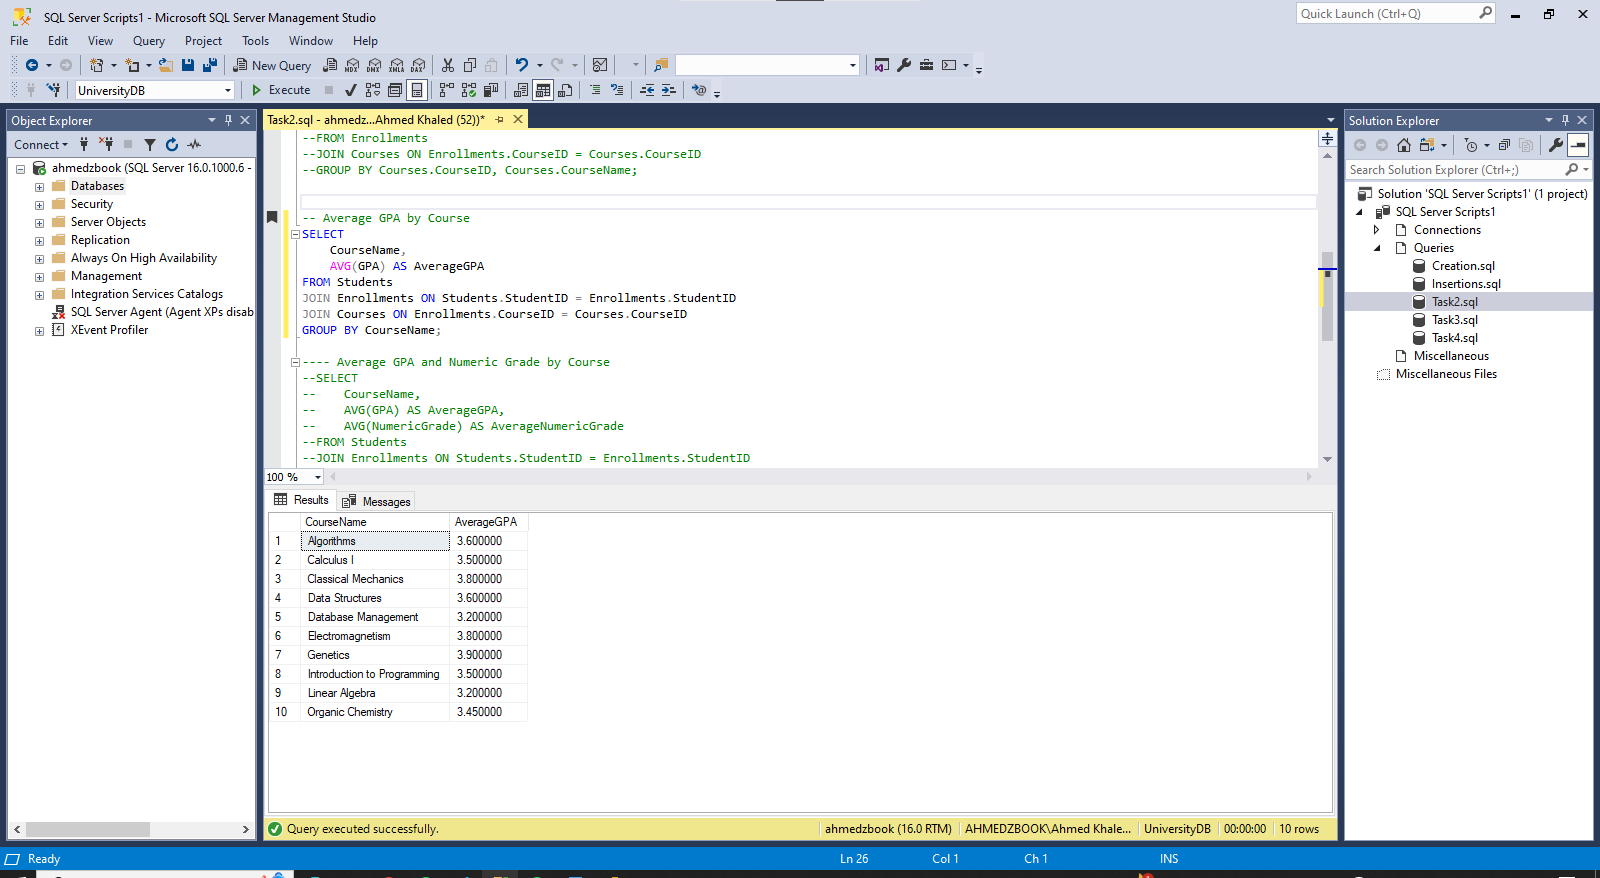 SQL Server Scripts1 - Microsoft SQL Server Management Studio
Quick Launch (Ctrl+Q)
File Edit View Query Project Tools Window Help
New Query MDX DMX XMLA DAX
UniversityDB Execute
Object Explorer
Connect
ahmedzbook (SQL Server 16.0.1000.6 -
Databases
Security
Server Objects
Replication
Always On High Availability
Management
Integration Services Catalogs
SQL Server Agent (Agent XPs disab
XEvent Profiler
Task2.sql - ahmedz...Ahmed Khaled (52))*
--FROM Enrollments
--JOIN Courses ON Enrollments.CourseID = Courses.CourseID
--GROUP BY Courses.CourseID, Courses.CourseName;
-- Average GPA by Course
SELECT
CourseName,
AVG(GPA) AS AverageGPA
FROM Students
JOIN Enrollments ON Students.StudentID = Enrollments.StudentID
JOIN Courses ON Enrollments.CourseID = Courses.CourseID
GROUP BY CourseName;
---- Average GPA and Numeric Grade by Course
--SELECT
-- CourseName,
-- AVG(GPA) AS AverageGPA,
-- AVG(NumericGrade) AS AverageNumericGrade
--FROM Students
--JOIN Enrollments ON Students.StudentID = Enrollments.StudentID
100 %
Results Messages
CourseName AverageGPA
1 Algorithms 3.600000
2 Calculus I 3.500000
3 Classical Mechanics 3.800000
4 Data Structures 3.600000
5 Database Management 3.200000
6 Electromagnetism 3.800000
7 Genetics 3.900000
8 Introduction to Programming 3.500000
9 Linear Algebra 3.200000
10 Organic Chemistry 3.450000
Query executed successfully. ahmedzbook (16.0 RTM) AHMEDZBOOK\Ahmed Khale... UniversityDB 00:00:00 10 rows
Solution Explorer
Search Solution Explorer (Ctrl+;)
Solution 'SQL Server Scripts1' (1 project)
SQL Server Scripts1
Connections
Queries
Creation.sql
Insertions.sql
Task2.sql
Task3.sql
Task4.sql
Miscellaneous
Miscellaneous Files
Ready Ln 26 Col 1 Ch 1 INS